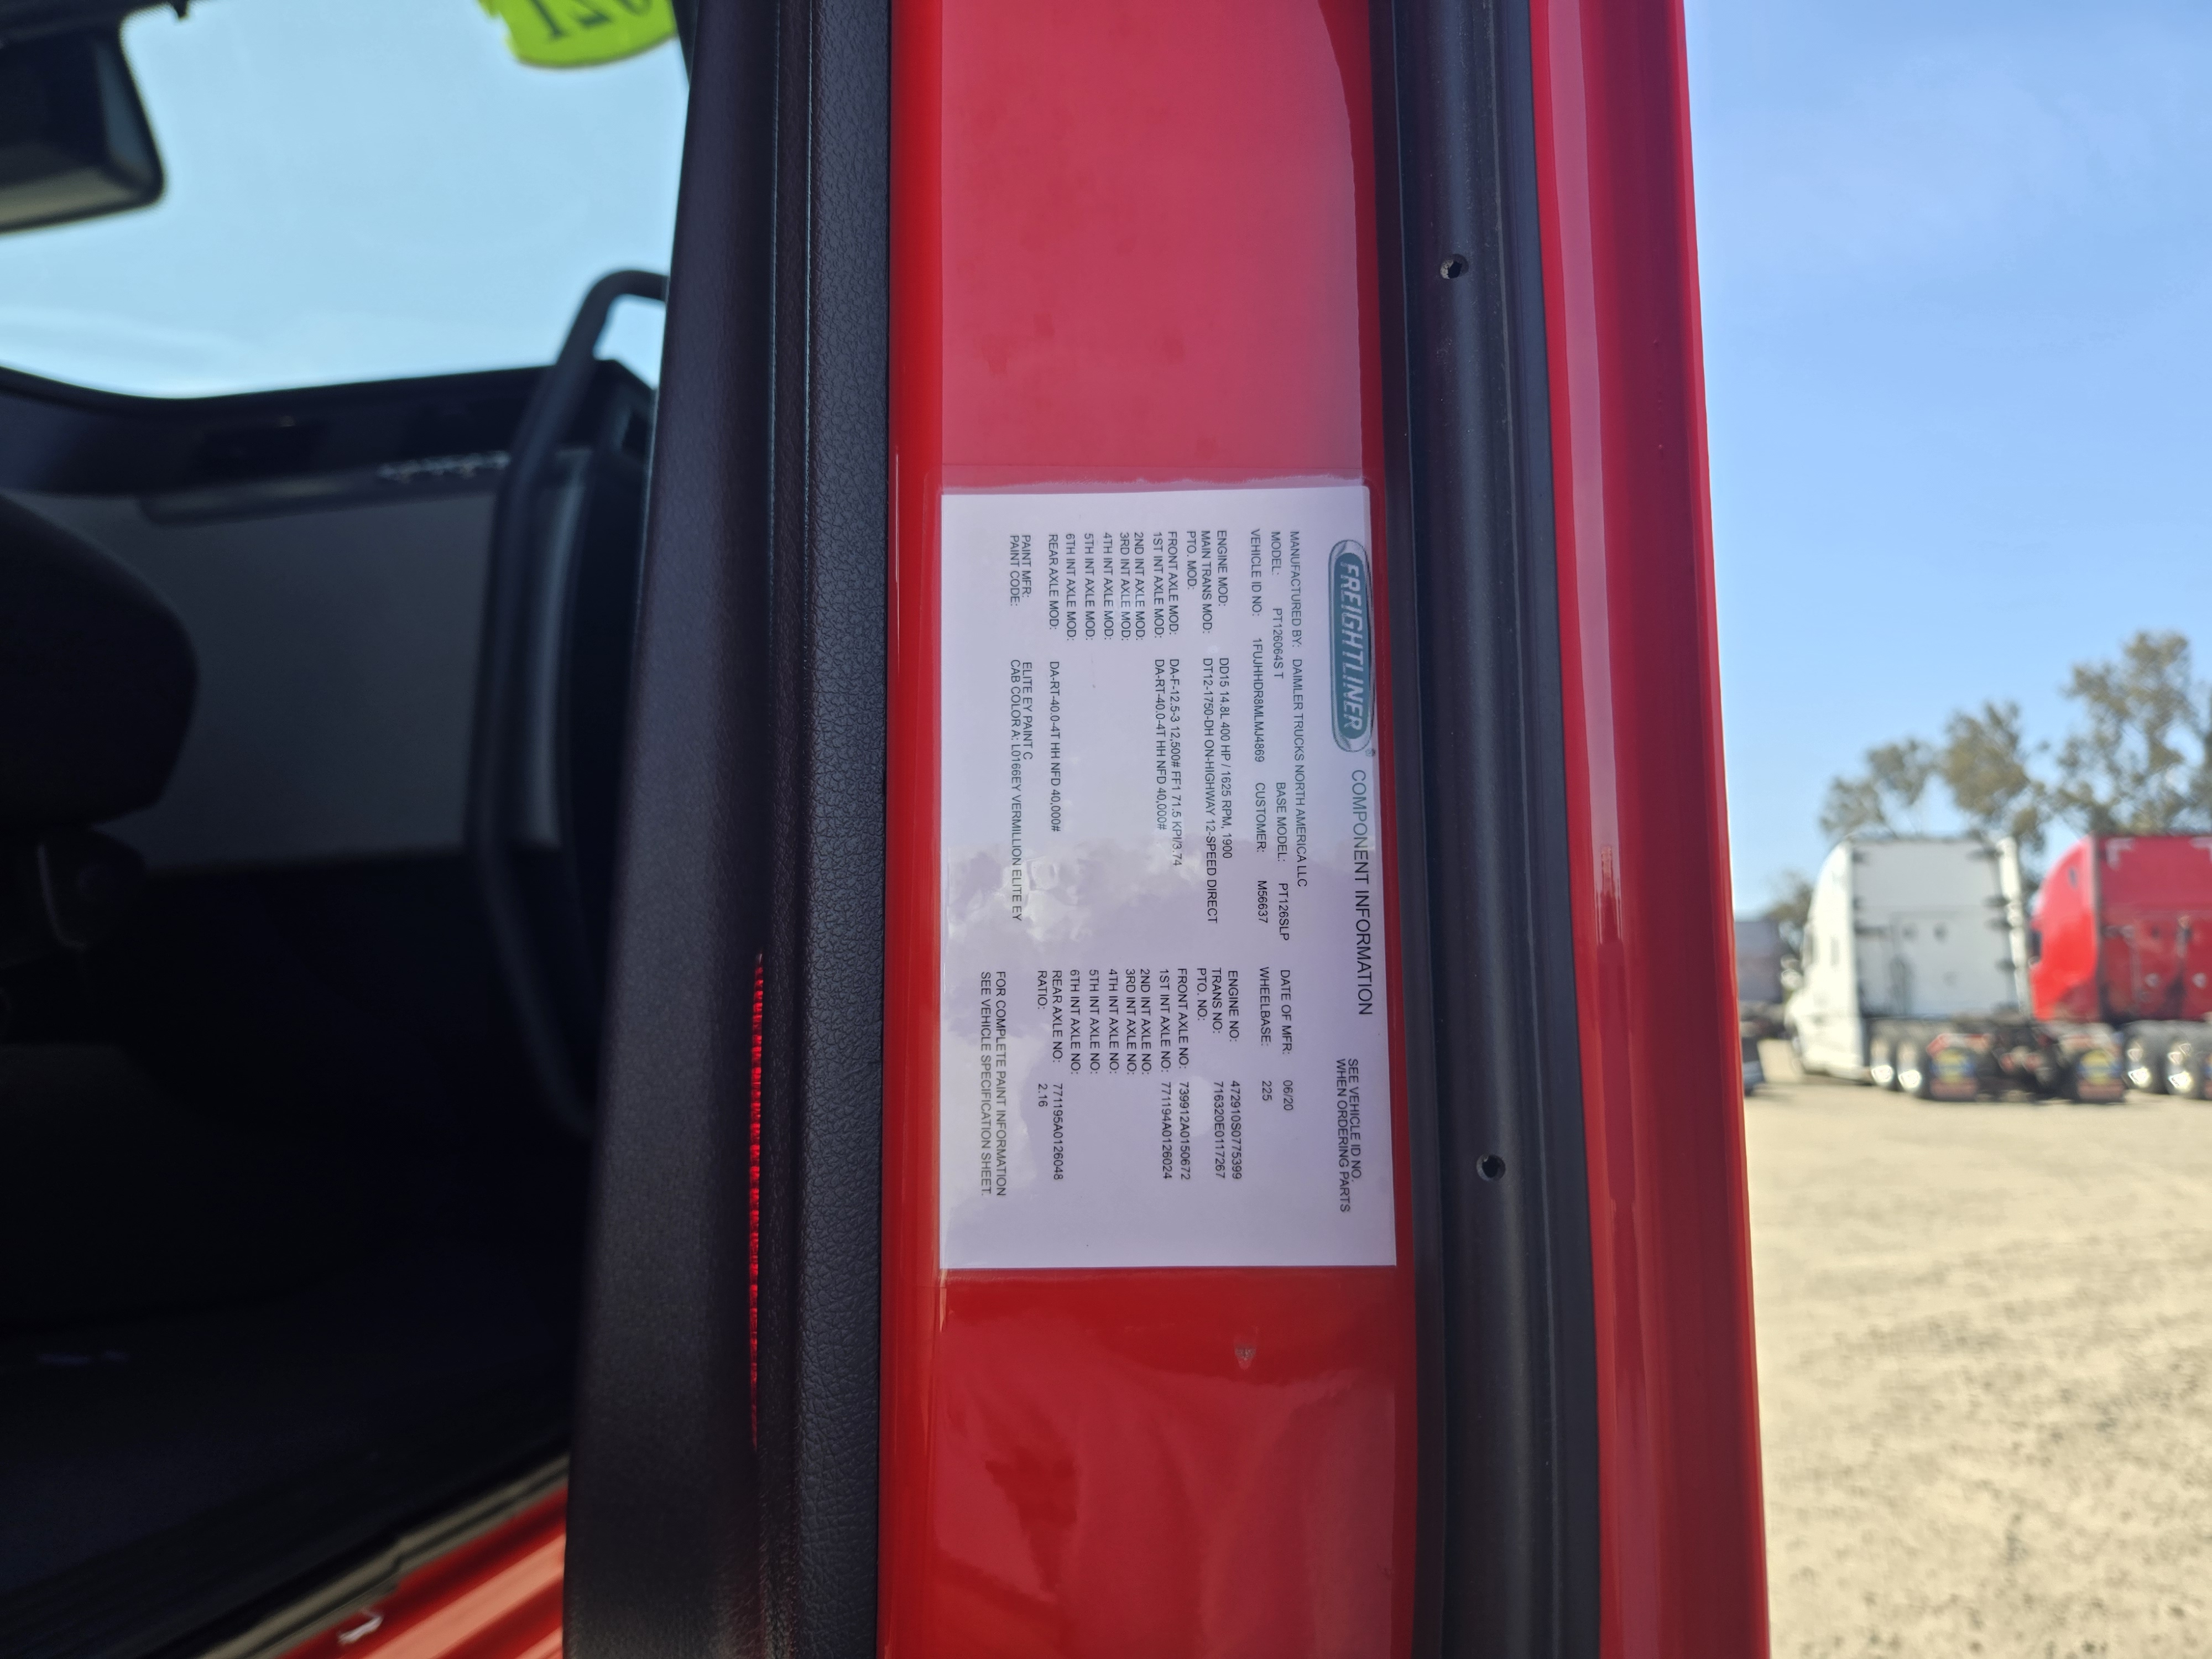 FREIGHTLINER® COMPONENT INFORMATION SEE VEHICLE ID NO.
WHEN ORDERING PARTS
MANUFACTURED BY: DAIMLER TRUCKS NORTH AMERICA LLC
MODEL: PT126064S T BASE MODEL: PT126SLP DATE OF MFR: 06/20
VEHICLE ID NO: 1FUJHHDR8MLMJ4869 CUSTOMER: M56637 WHEELBASE: 225
ENGINE MOD: DD15 14.8L 400 HP / 1625 RPM, 1900 ENGINE NO: 472910S0775399
MAIN TRANS MOD: DT12-1750-DH ON-HIGHWAY 12-SPEED DIRECT TRANS NO: 716320E0117267
PTO. MOD: PTO. NO:
FRONT AXLE MOD: DA-F-12.5-3 12,500# FF1 71.5 KPI/3.74 FRONT AXLE NO: 739912A0150672
1ST INT AXLE MOD: DA-RT-40.0-4T HH NFD 40,000# 1ST INT AXLE NO: 771194A0126024
2ND INT AXLE MOD: 2ND INT AXLE NO:
3RD INT AXLE MOD: 3RD INT AXLE NO:
4TH INT AXLE MOD: 4TH INT AXLE NO:
5TH INT AXLE MOD: 5TH INT AXLE NO:
6TH INT AXLE MOD: 6TH INT AXLE NO:
REAR AXLE MOD: DA-RT-40.0-4T HH NFD 40,000# REAR AXLE NO: 771195A0126048
RATIO: 2.16
PAINT MFR: ELITE EY PAINT C
PAINT CODE: CAB COLOR A: L0166EY VERMILLION ELITE EY
FOR COMPLETE PAINT INFORMATION
SEE VEHICLE SPECIFICATION SHEET.